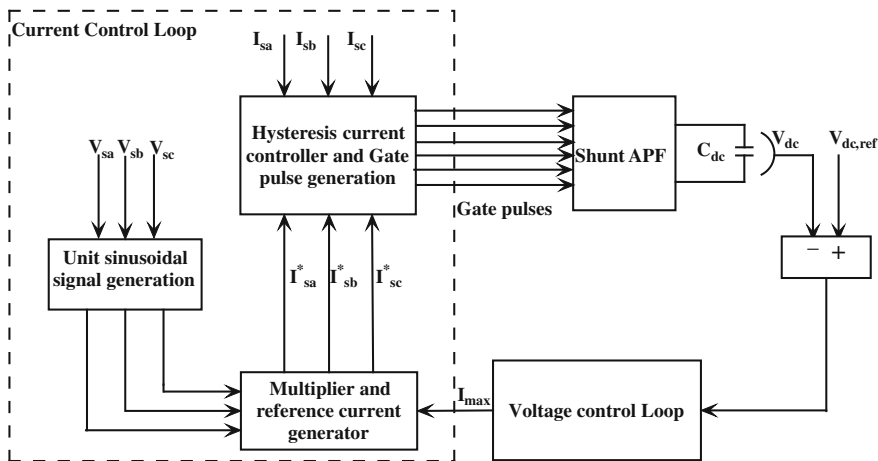 Current Control Loop
I_sa I_sb I_sc
Hysteresis current
controller and Gate
pulse generation
Shunt APF
C_dc
V_dc
V_dc,ref
V_sa V_sb V_sc
Gate pulses
Unit sinusoidal
signal generation
− +
I*_sa I*_sb I*_sc
Multiplier and
reference current
generator
I_max
Voltage control Loop